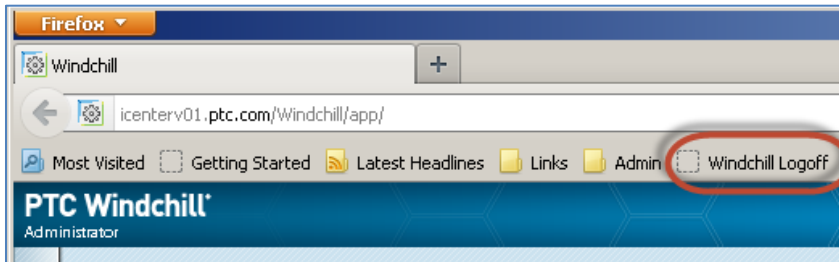 Firefox
Windchill
icenterv01.ptc.com/Windchill/app/
Most Visited Getting Started Latest Headlines Links Admin Windchill Logoff
PTC Windchill
Administrator